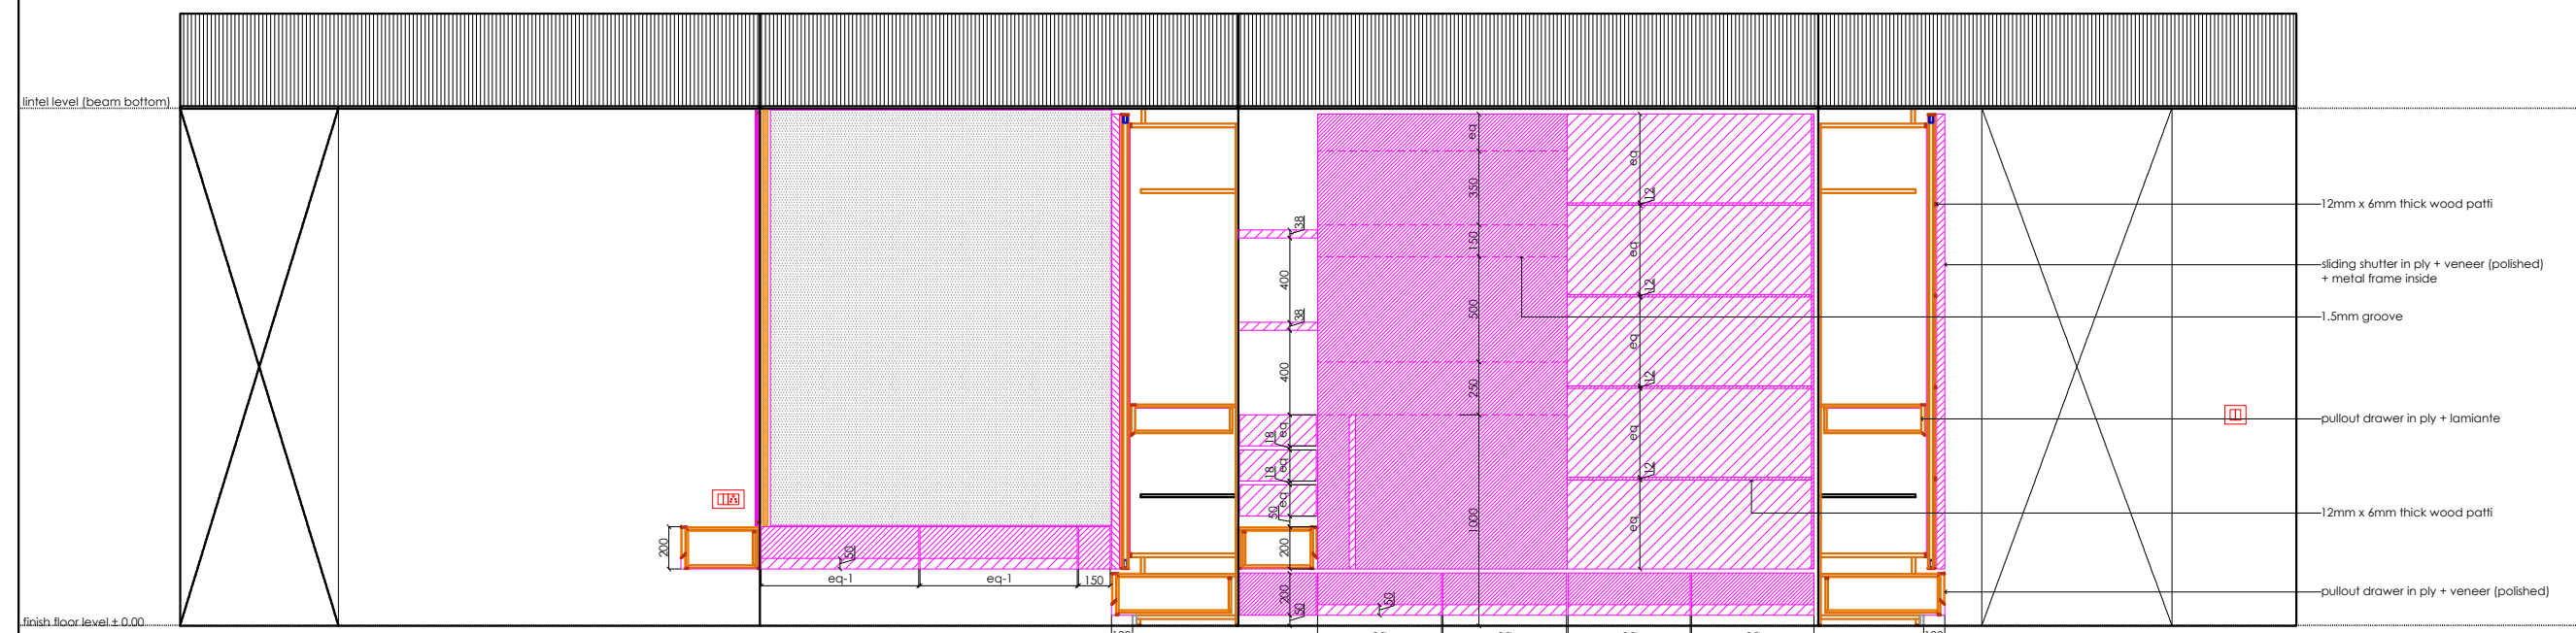 lintel level (beam bottom)
eq
350
12
12mm x 6mm thick wood patti
eq
38
150
eq
sliding shutter in ply + veneer (polished)
+ metal frame inside
400
12
38
500
1.5mm groove
eq
400
12
250
pullout drawer in ply + lamiante
eq
18
eq
eq
12
18
eq
eq
50
1000
eq
12mm x 6mm thick wood patti
200
50
200
eq-1
eq-1
150
200
50
50
pullout drawer in ply + veneer (polished)
finish floor level ± 0.00